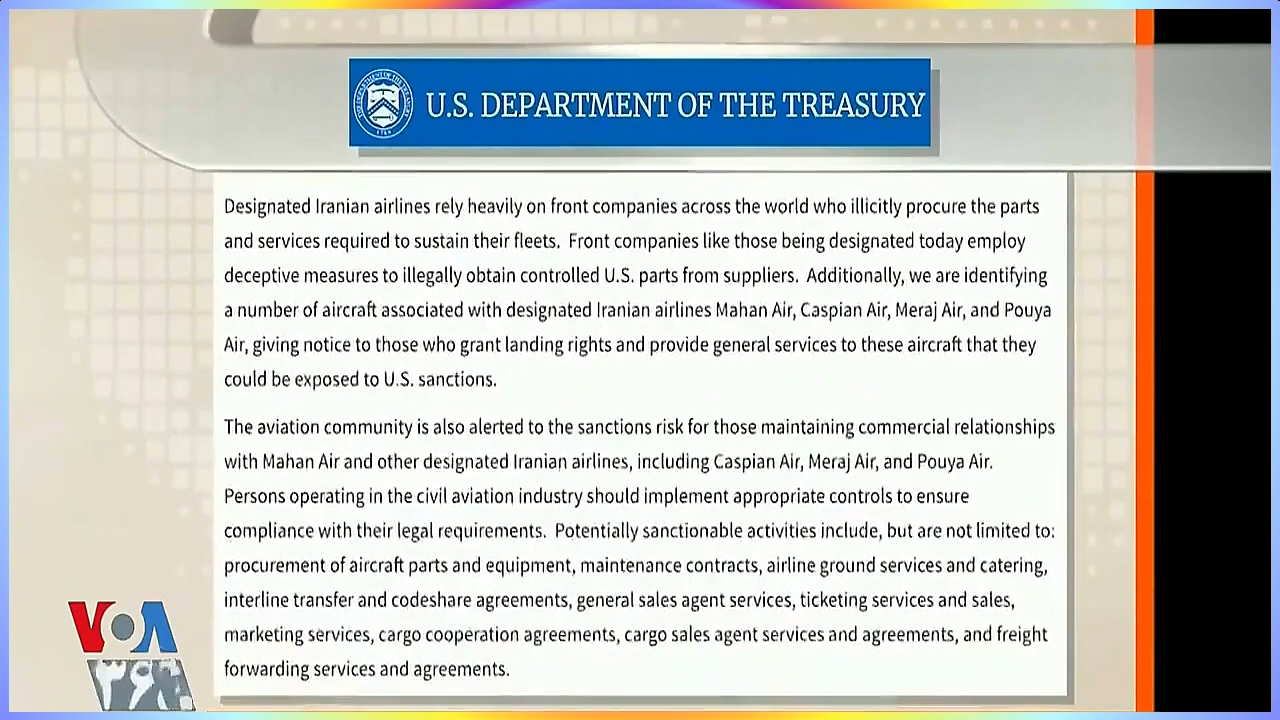 U.S. DEPARTMENT OF THE TREASURY
Designated Iranian airlines rely heavily on front companies across the world who illicitly procure the parts
and services required to sustain their fleets. Front companies like those being designated today employ
deceptive measures to illegally obtain controlled U.S. parts from suppliers. Additionally, we are identifying
a number of aircraft associated with designated Iranian airlines Mahan Air, Caspian Air, Meraj Air, and Pouya
Air, giving notice to those who grant landing rights and provide general services to these aircraft that they
could be exposed to U.S. sanctions.
The aviation community is also alerted to the sanctions risk for those maintaining commercial relationships
with Mahan Air and other designated Iranian airlines, including Caspian Air, Meraj Air, and Pouya Air.
Persons operating in the civil aviation industry should implement appropriate controls to ensure
compliance with their legal requirements. Potentially sanctionable activities include, but are not limited to:
procurement of aircraft parts and equipment, maintenance contracts, airline ground services and catering,
interline transfer and codeshare agreements, general sales agent services, ticketing services and sales,
marketing services, cargo cooperation agreements, cargo sales agent services and agreements, and freight
forwarding services and agreements.
VOA